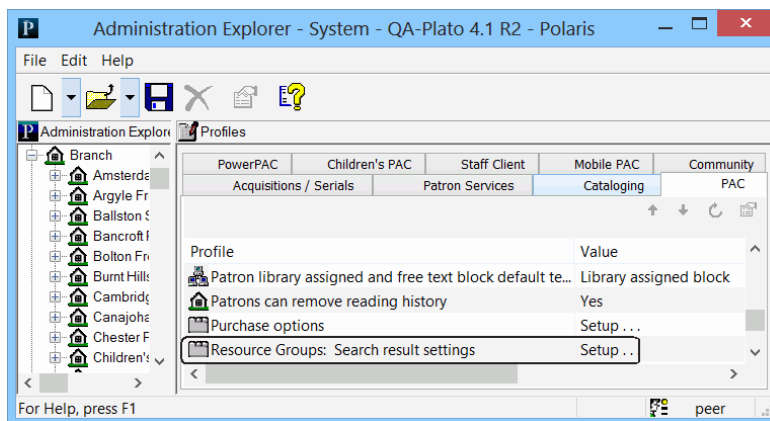 Administration Explorer - System - QA-Plato 4.1 R2 - Polaris
File Edit Help
Administration Explore
Profiles
Branch
Amsterda
Argyle Fr
Ballston S
Bancroft F
Bolton Fr
Burnt Hills
Cambridg
Canajoha
Chester F
Children's
PowerPAC Children's PAC Staff Client Mobile PAC Community
Acquisitions / Serials Patron Services Cataloging PAC
Profile Value
Patron library assigned and free text block default te... Library assigned block
Patrons can remove reading history Yes
Purchase options Setup . . .
Resource Groups: Search result settings Setup . .
For Help, press F1 peer